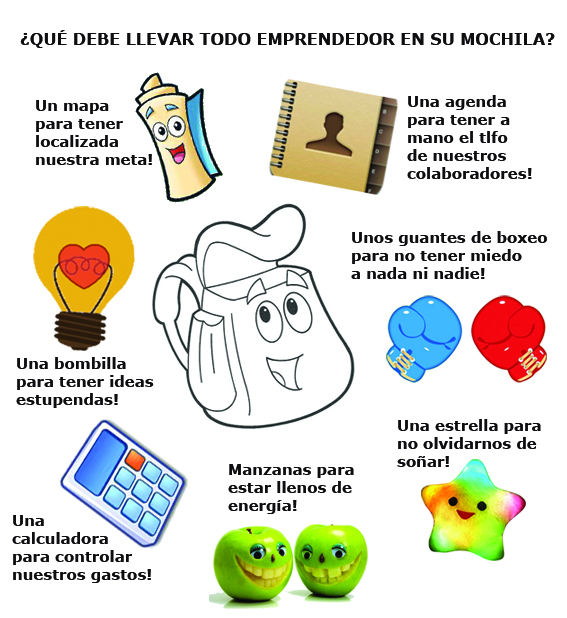 ¿QUÉ DEBE LLEVAR TODO EMPRENDEDOR EN SU MOCHILA?
Un mapa
para tener
localizada
nuestra meta!
Una agenda
para tener a
mano el tlfo
de nuestros
colaboradores!
Unos guantes de boxeo
para no tener miedo
a nada ni nadie!
Una bombilla
para tener ideas
estupendas!
Una estrella para
no olvidarnos de
soñar!
Manzanas para
estar llenos de
energía!
Una
calculadora
para controlar
nuestros gastos!